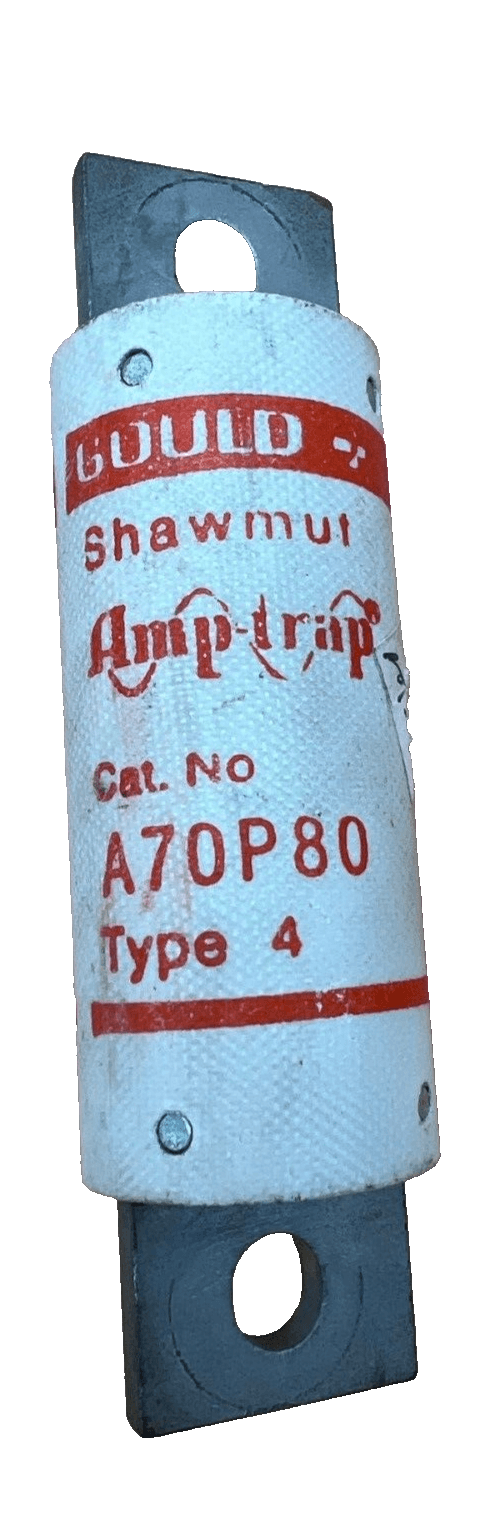 GOULD
Shawmut
Amp-trap®
Cat. No
A70P80
Type 4